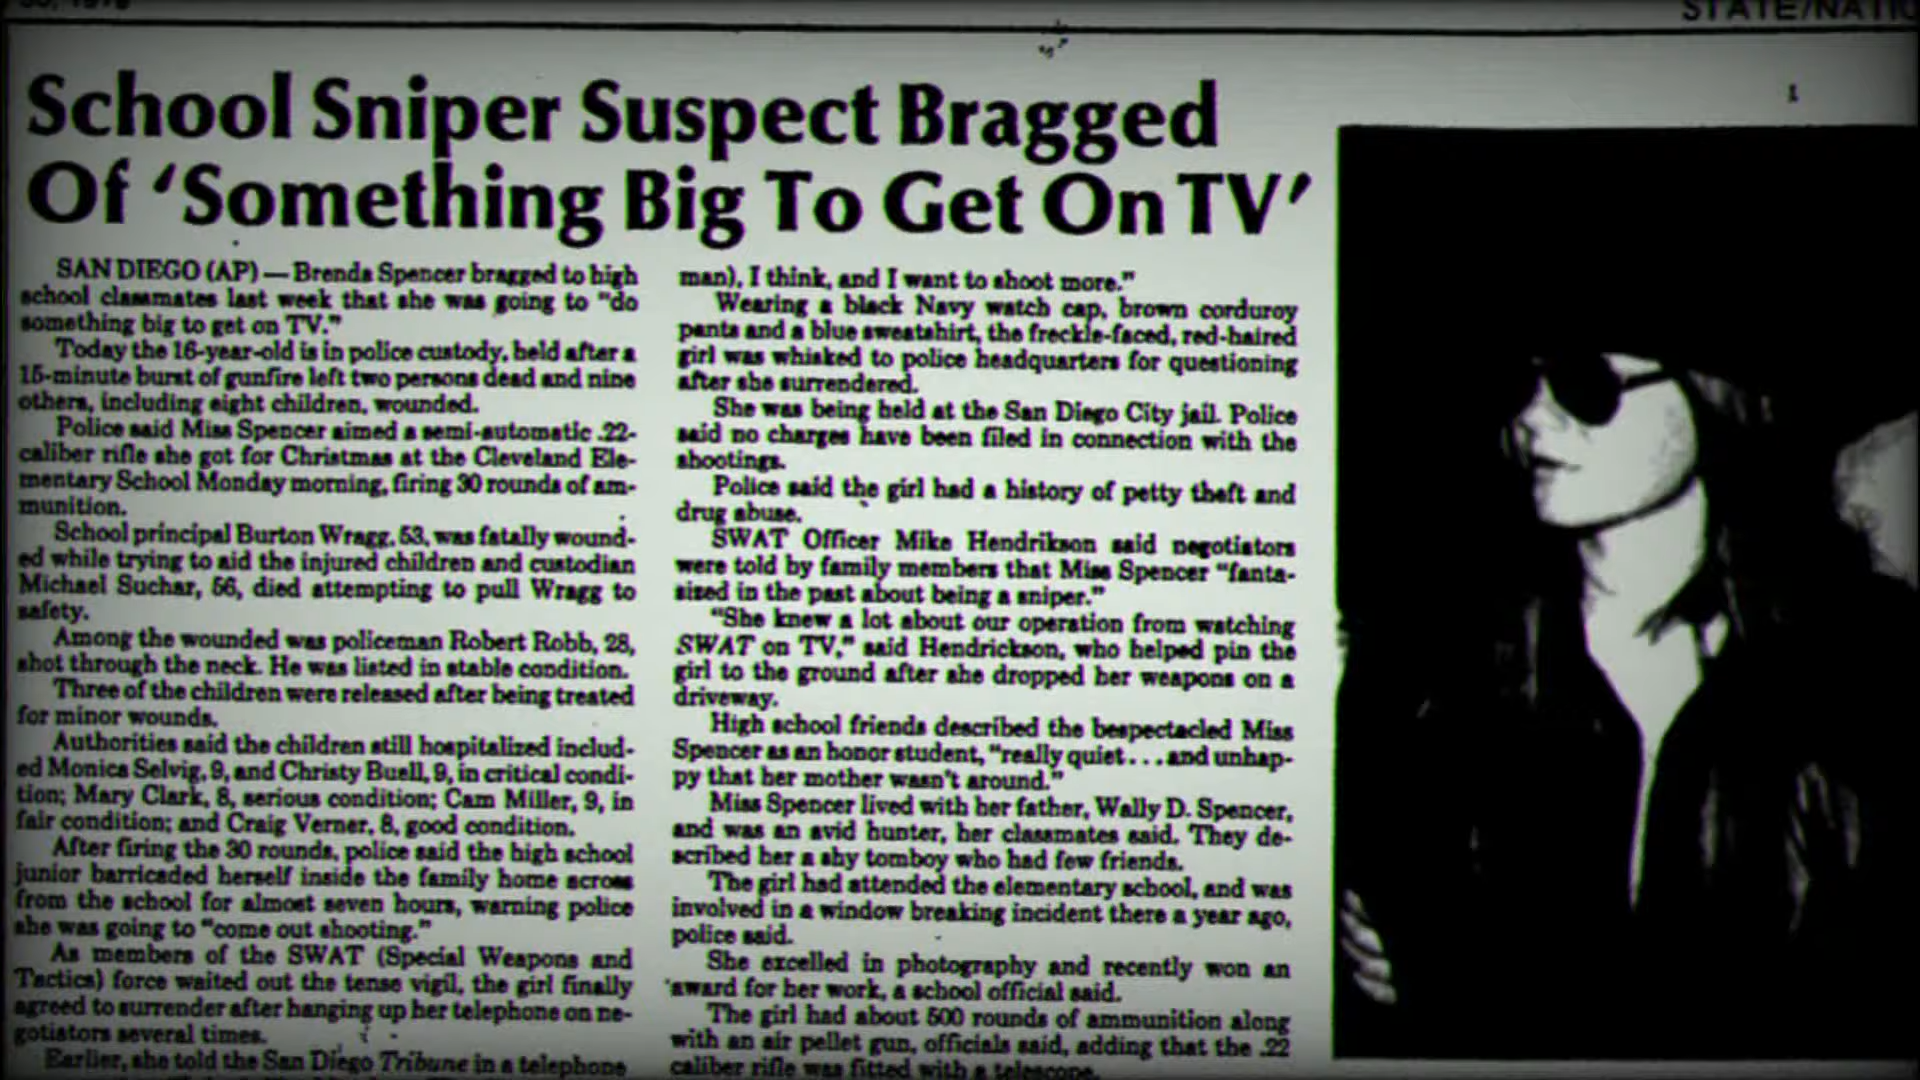 STATE/NATIO
School Sniper Suspect Bragged
Of ‘Something Big To Get On TV’
SAN DIEGO (AP) — Brenda Spencer bragged to high
school classmates last week that she was going to "do
something big to get on TV."
Today the 16-year-old is in police custody, held after a
15-minute burst of gunfire left two persons dead and nine
others, including eight children, wounded.
Police said Miss Spencer aimed a semi-automatic .22-
caliber rifle she got for Christmas at the Cleveland Ele-
mentary School Monday morning, firing 30 rounds of am-
munition.
School principal Burton Wragg, 53, was fatally wound-
ed while trying to aid the injured children and custodian
Michael Suchar, 56, died attempting to pull Wragg to
safety.
Among the wounded was policeman Robert Robb, 28,
shot through the neck. He was listed in stable condition.
Three of the children were released after being treated
for minor wounds.
Authorities said the children still hospitalized includ-
ed Monica Selvig, 9, and Christy Buell, 9, in critical condi-
tion; Mary Clark, 8, serious condition; Cam Miller, 9, in
fair condition; and Craig Verner, 8, good condition.
After firing the 30 rounds, police said the high school
junior barricaded herself inside the family home across
from the school for almost seven hours, warning police
she was going to "come out shooting."
As members of the SWAT (Special Weapons and
Tactics) force waited out the tense vigil, the girl finally
agreed to surrender after hanging up her telephone on ne-
gotiators several times.
Earlier, she told the San Diego Tribune in a telephone
man), I think, and I want to shoot more."
Wearing a black Navy watch cap, brown corduroy
pants and a blue sweatshirt, the freckle-faced, red-haired
girl was whisked to police headquarters for questioning
after she surrendered.
She was being held at the San Diego City jail. Police
said no charges have been filed in connection with the
shootings.
Police said the girl had a history of petty theft and
drug abuse.
SWAT Officer Mike Hendrikson said negotiators
were told by family members that Miss Spencer "fanta-
sized in the past about being a sniper."
"She knew a lot about our operation from watching
SWAT on TV," said Hendrickson, who helped pin the
girl to the ground after she dropped her weapons on a
driveway.
High school friends described the bespectacled Miss
Spencer as an honor student, "really quiet . . . and unhap-
py that her mother wasn't around."
Miss Spencer lived with her father, Wally D. Spencer,
and was an avid hunter, her classmates said. They de-
scribed her a shy tomboy who had few friends.
The girl had attended the elementary school, and was
involved in a window breaking incident there a year ago,
police said.
She excelled in photography and recently won an
award for her work, a school official said.
The girl had about 500 rounds of ammunition along
with an air pellet gun, officials said, adding that the .22
caliber rifle was fitted with a telescope.